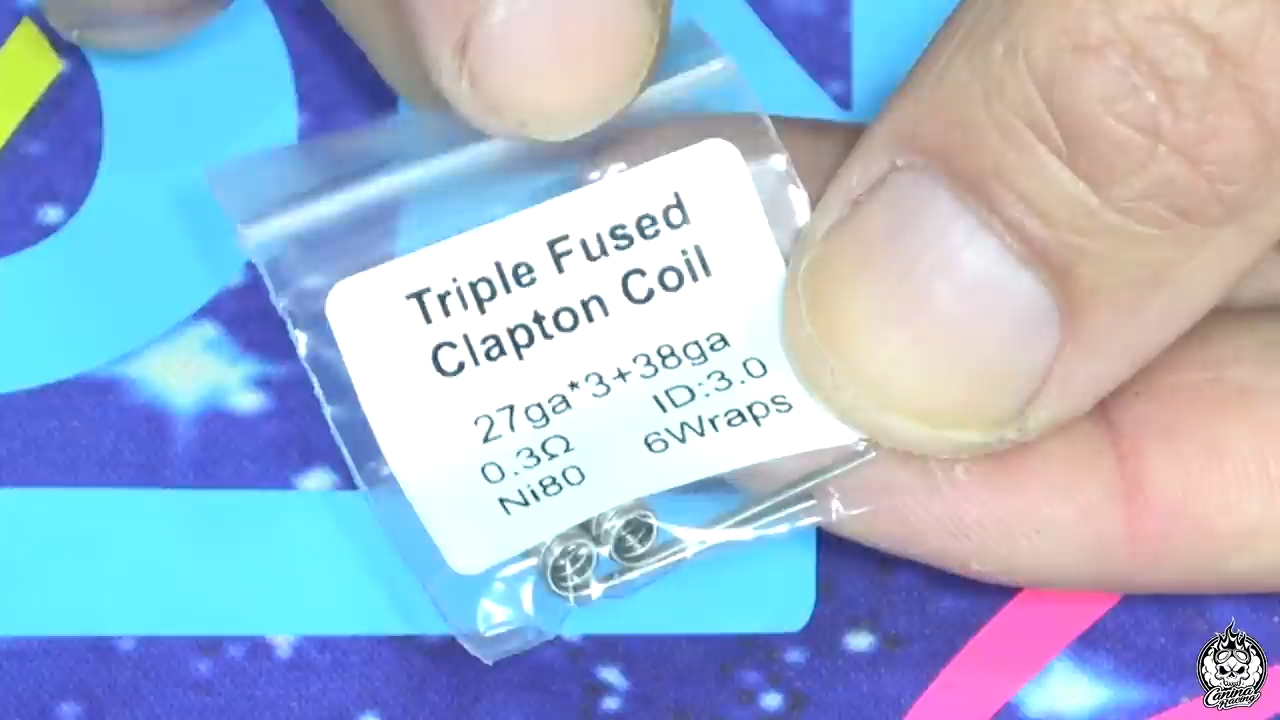 Triple Fused
Clapton Coil
27ga*3+38ga
0.3Ω ID:3.0
Ni80 6Wraps